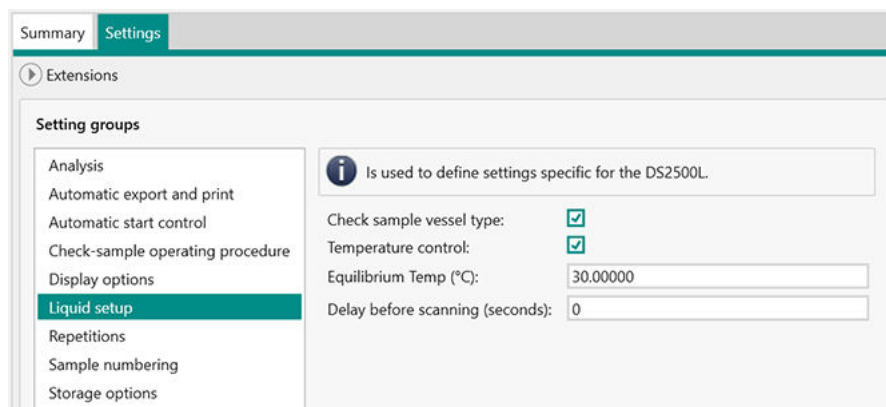 Summary
Settings
Extensions
Setting groups
Analysis
Automatic export and print
Automatic start control
Check-sample operating procedure
Display options
Liquid setup
Repetitions
Sample numbering
Storage options
i Is used to define settings specific for the DS2500L.
Check sample vessel type:
Temperature control:
Equilibrium Temp (°C): 30.00000
Delay before scanning (seconds): 0